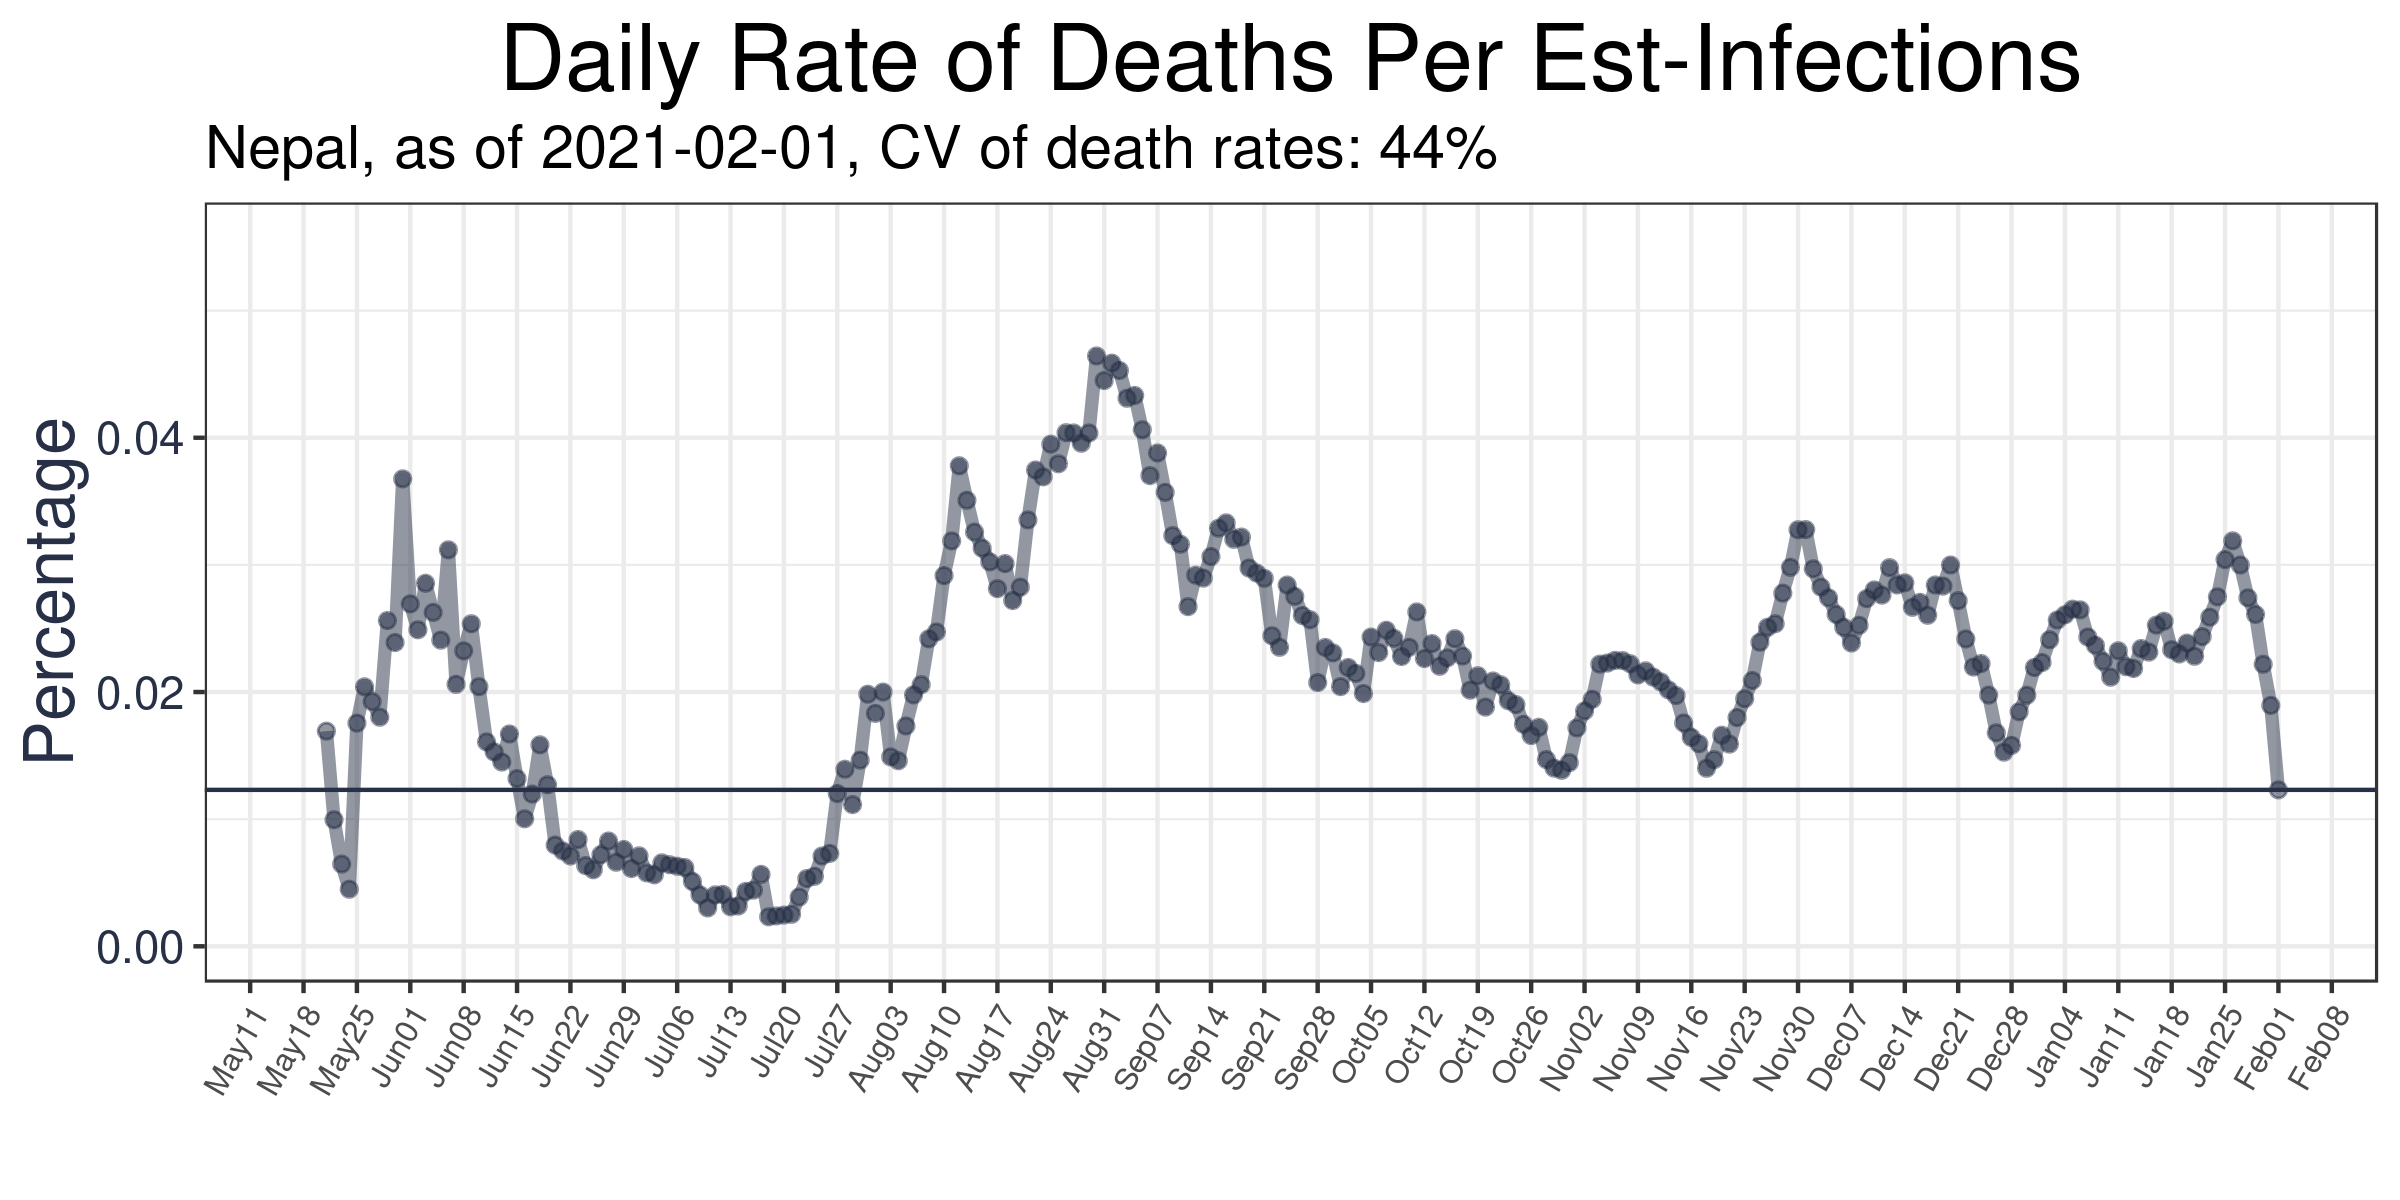 Daily Rate of Deaths Per Est-Infections
Nepal, as of 2021-02-01, CV of death rates: 44%
Percentage
0.04
0.02
0.00
May11
May18
May25
Jun01
Jun08
Jun15
Jun22
Jun29
Jul06
Jul13
Jul20
Jul27
Aug03
Aug10
Aug17
Aug24
Aug31
Sep07
Sep14
Sep21
Sep28
Oct05
Oct12
Oct19
Oct26
Nov02
Nov09
Nov16
Nov23
Nov30
Dec07
Dec14
Dec21
Dec28
Jan04
Jan11
Jan18
Jan25
Feb01
Feb08